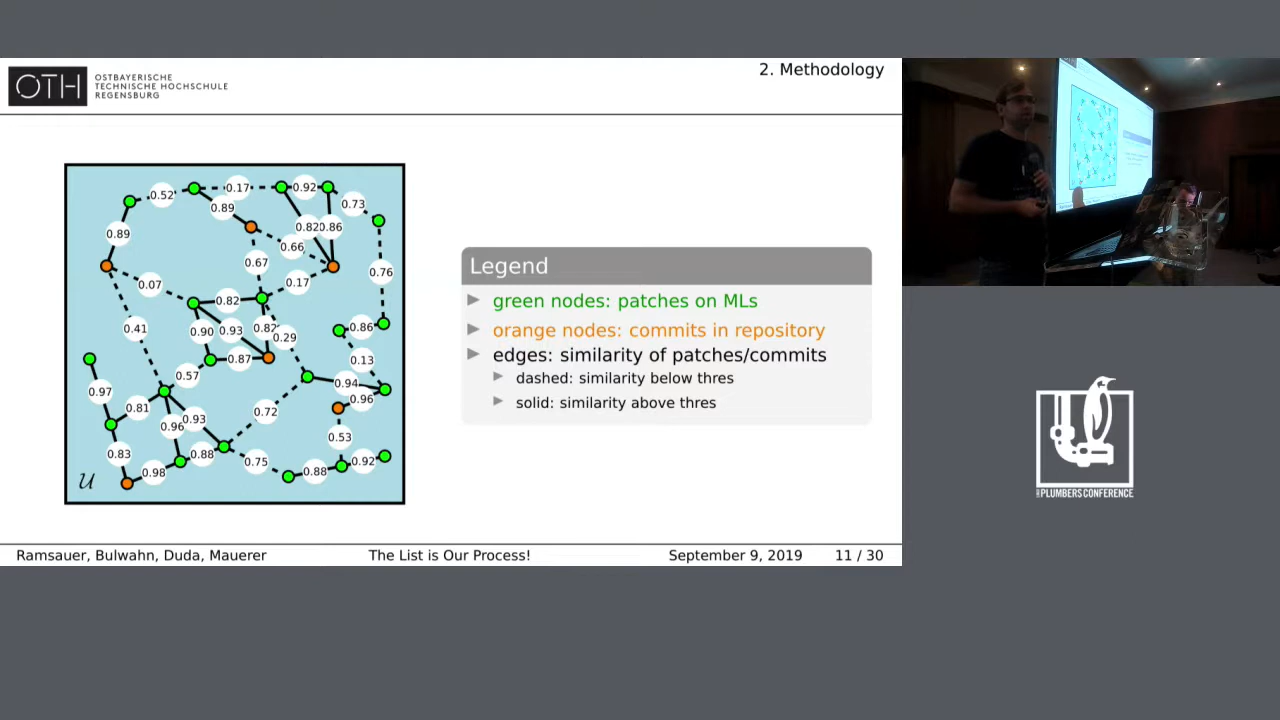 OTH
OSTBAYERISCHE
TECHNISCHE HOCHSCHULE
REGENSBURG
2. Methodology
0.52
0.17
0.92
0.89
0.73
0.89
0.82
0.86
0.66
0.67
0.76
0.07
0.17
0.82
0.41
0.90
0.93
0.82
0.29
0.86
0.87
0.13
0.57
0.94
0.97
0.96
0.81
0.96
0.93
0.72
0.53
0.83
0.98
0.88
0.75
0.88
0.92
𝒰
Legend
green nodes: patches on MLs
orange nodes: commits in repository
edges: similarity of patches/commits
dashed: similarity below thres
solid: similarity above thres
PLUMBERS CONFERENCE
Ramsauer, Bulwahn, Duda, Mauerer
The List is Our Process!
September 9, 2019
11 / 30